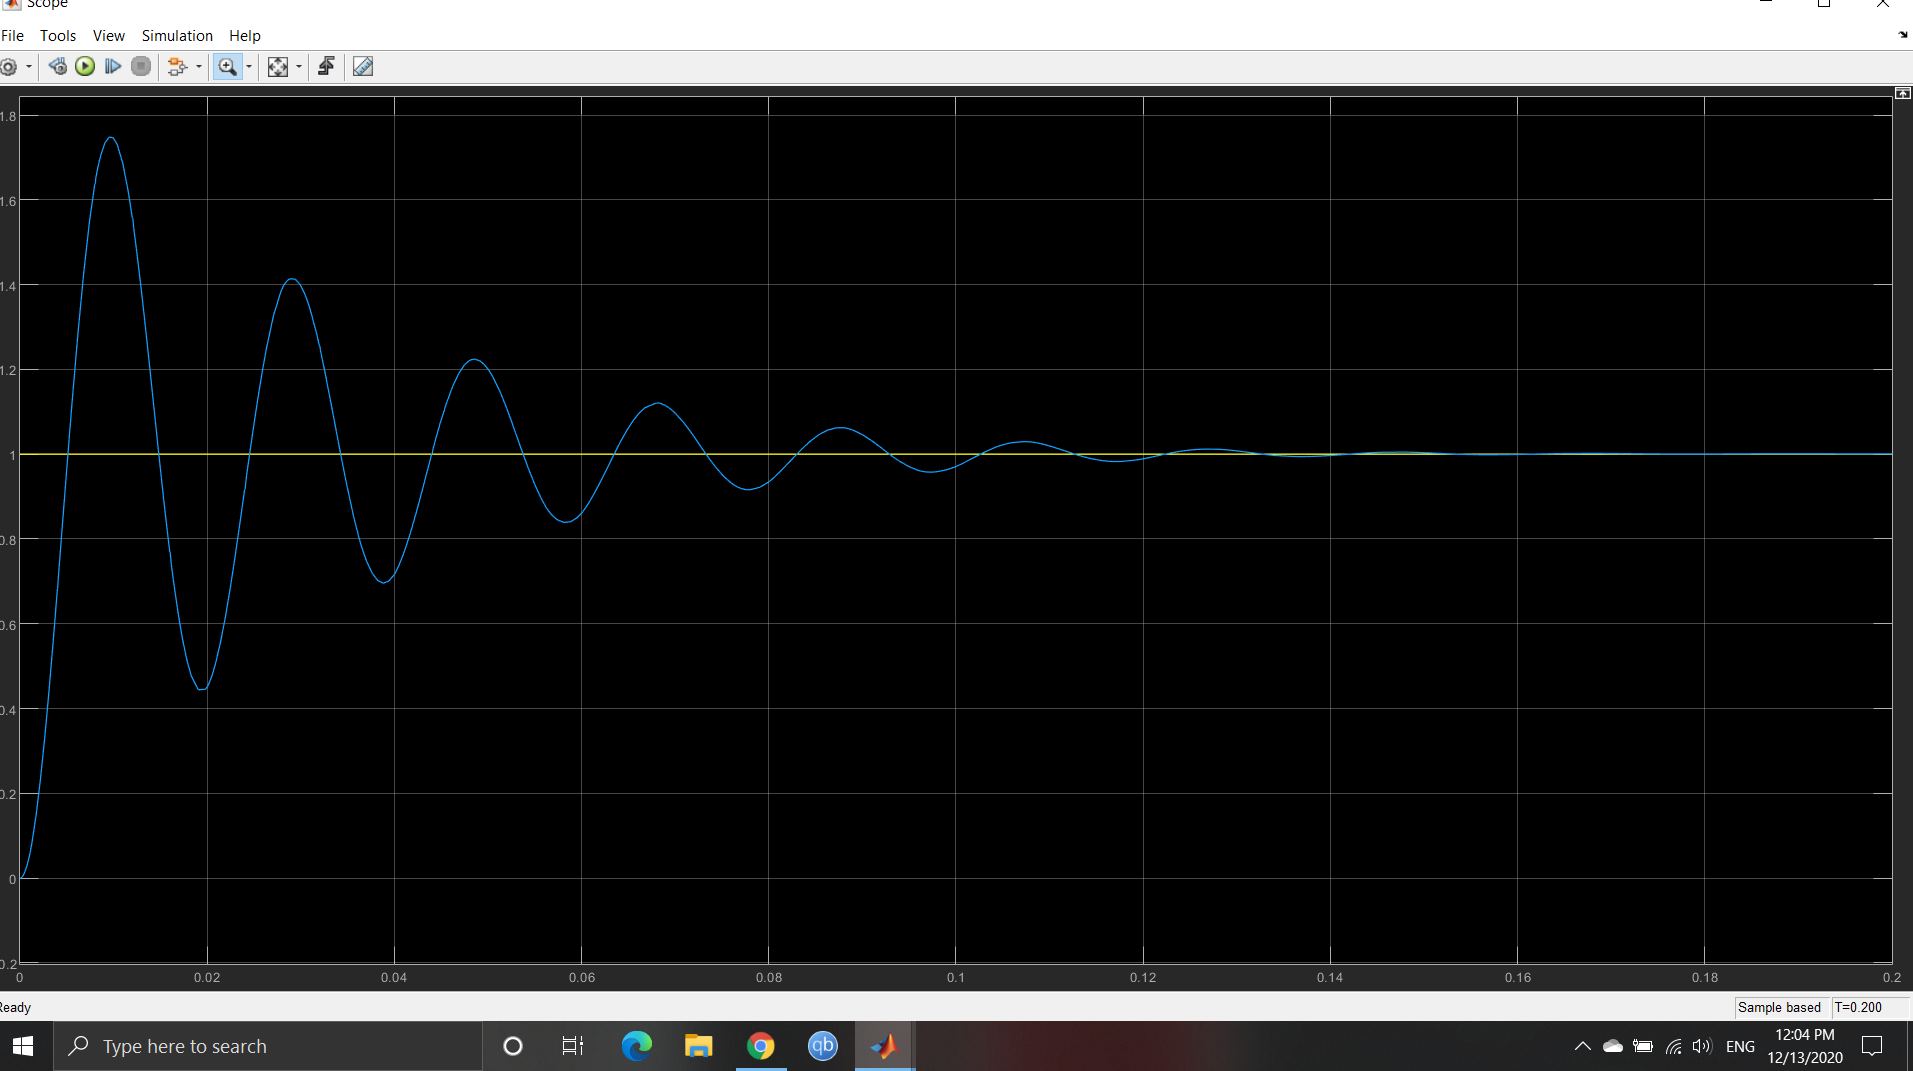 Scope
File Tools View Simulation Help
1.8
1.6
1.4
1.2
1
0.8
0.6
0.4
0.2
0
0.2
0 0.02 0.04 0.06 0.08 0.1 0.12 0.14 0.16 0.18 0.2
Ready Sample based T=0.200
Type here to search qb ENG 12:04 PM
12/13/2020